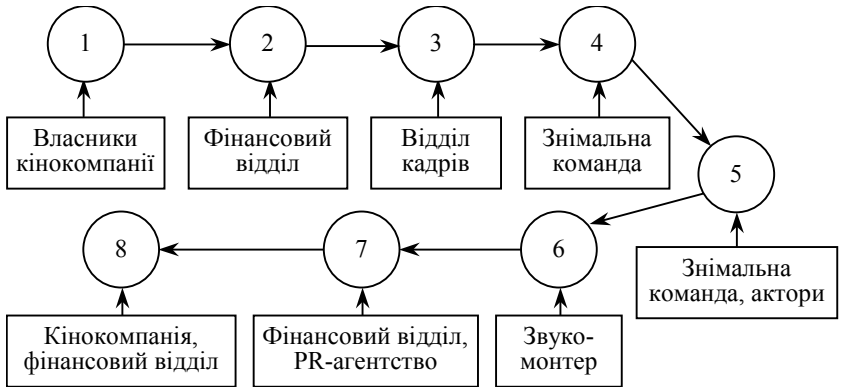 1
2
3
4
Власники
кінокомпанії
Фінансовий
відділ
Відділ
кадрів
Знімальна
команда
5
Знімальна
команда, актори
8
7
6
Кінокомпанія,
фінансовий відділ
Фінансовий відділ,
PR-агентство
Звуко-
монтер